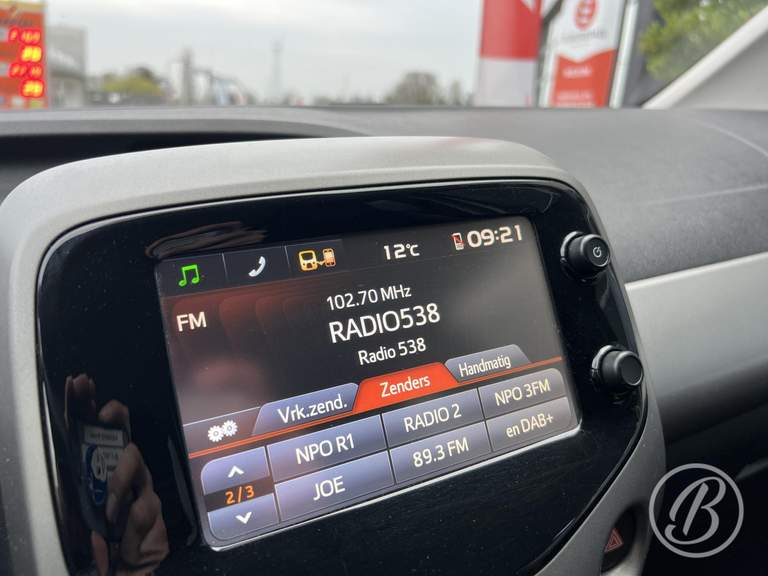 12°C 09:21
102.70 MHz
FM
RADIO538
Radio 538
Vrk.zend. Zenders Handmatig
NPO R1 RADIO 2 NPO 3FM
2/3
JOE 89.3 FM en DAB+
B